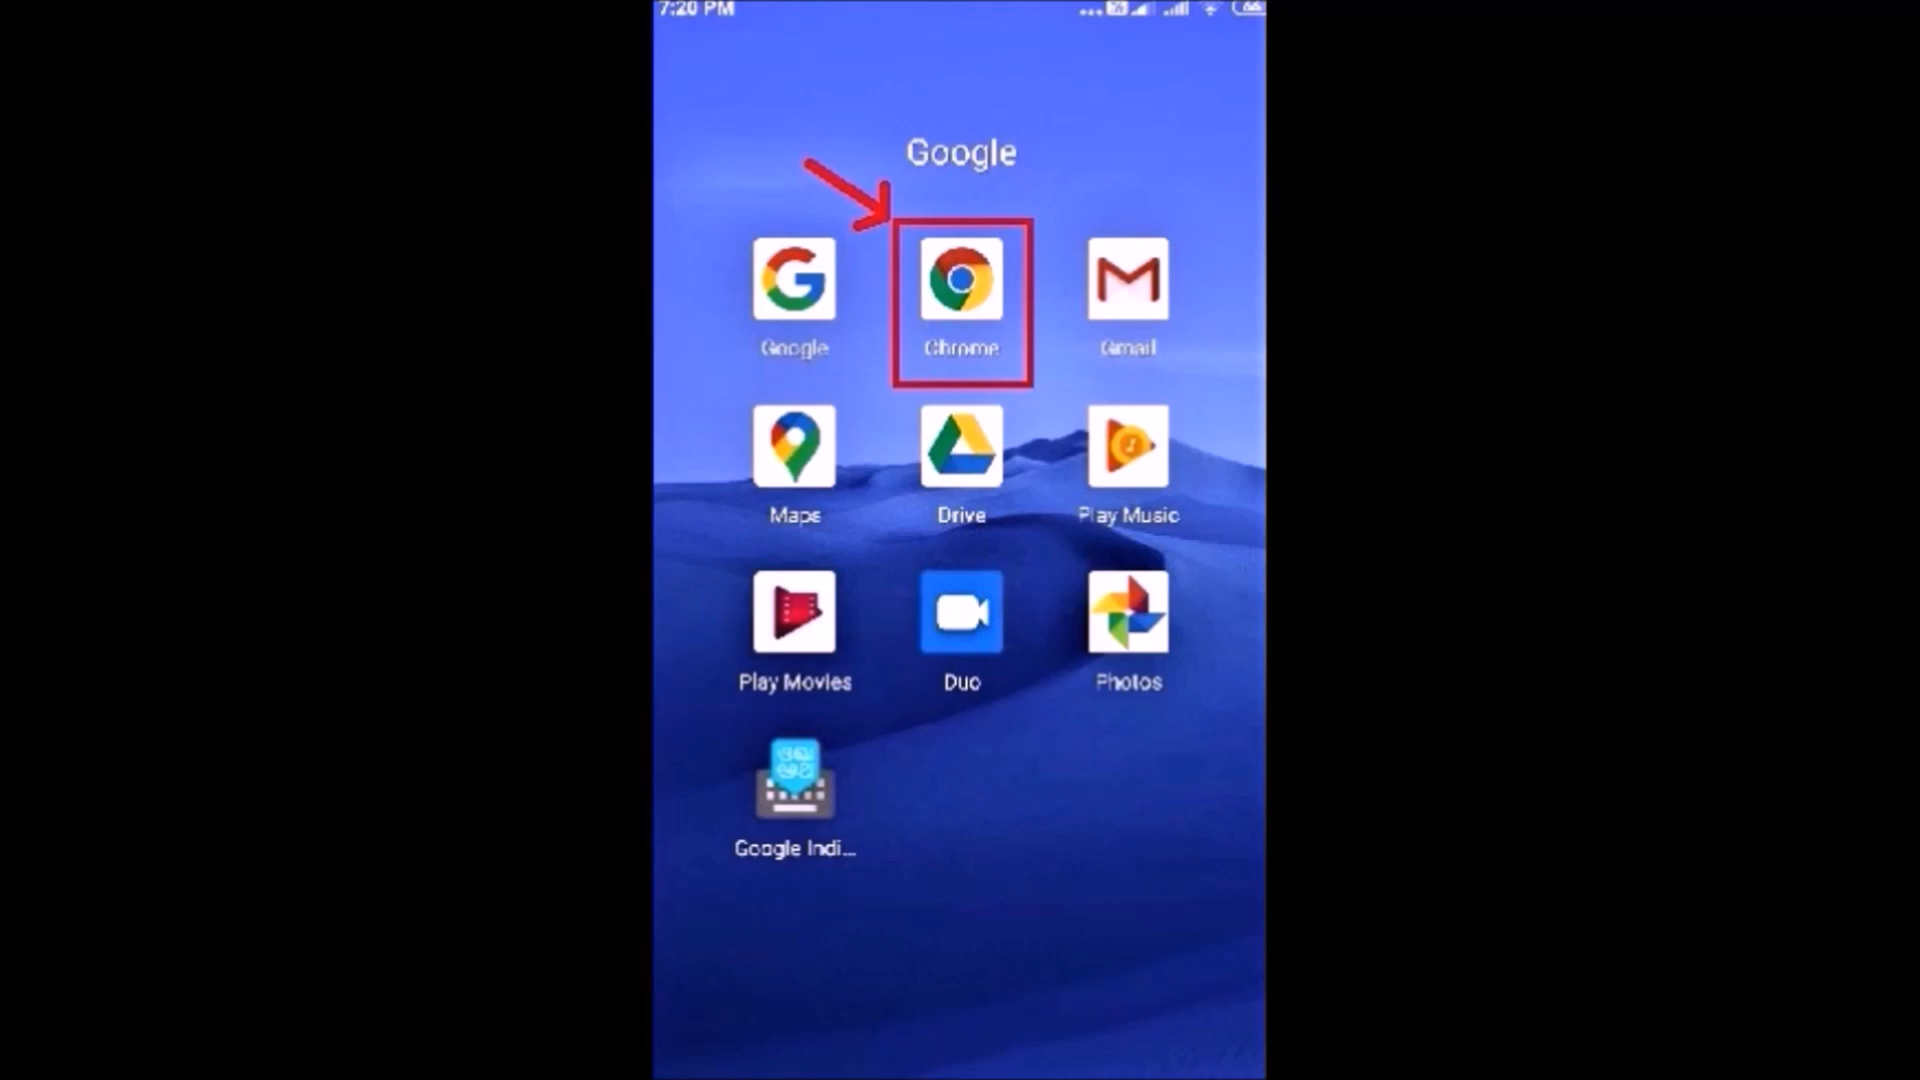 7:20 PM
Google
Google
Chrome
Gmail
Maps
Drive
Play Music
Play Movies
Duo
Photos
Google Indi...